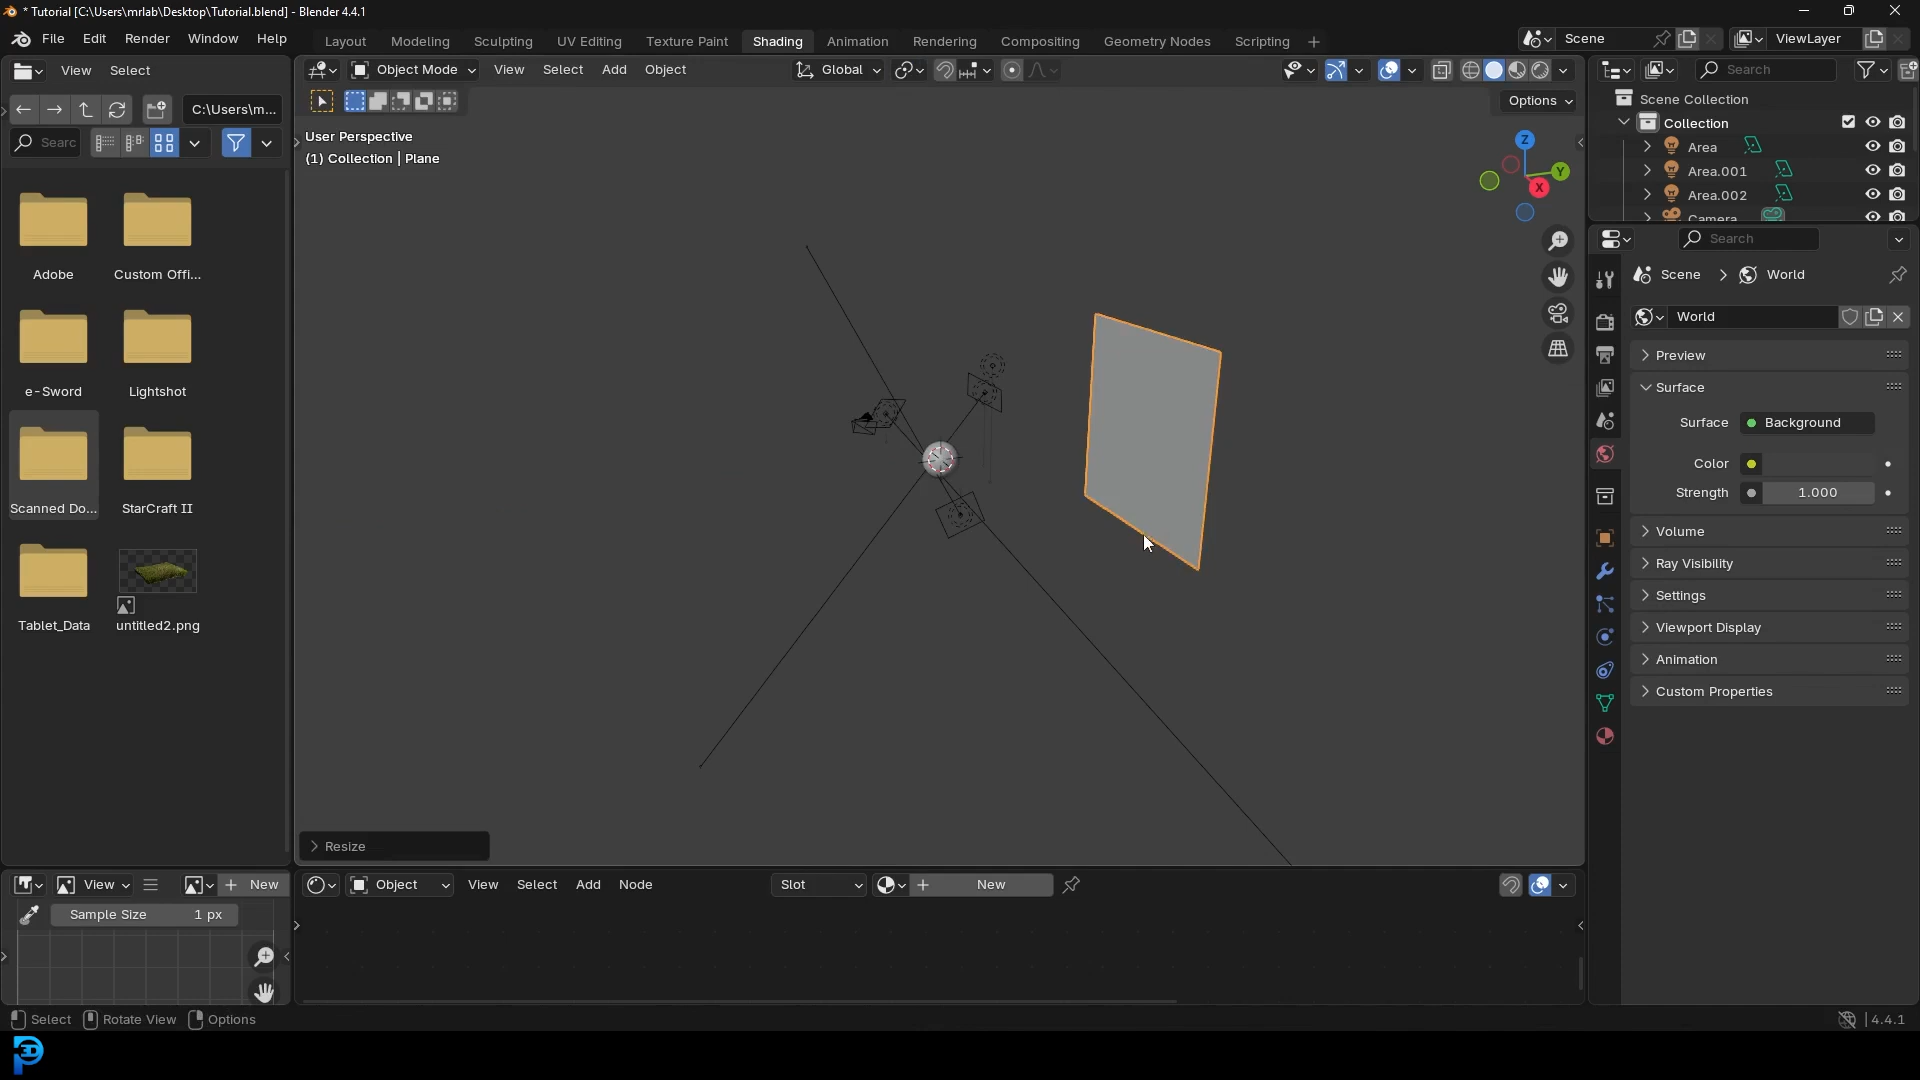 * Tutorial [C:\Users\mrlab\Desktop\Tutorial.blend] - Blender 4.4.1
File Edit Render Window Help
Layout Modeling Sculpting UV Editing Texture Paint Shading Animation Rendering Compositing Geometry Nodes Scripting
Scene
ViewLayer
View Select
Object Mode View Select Add Object
Global
Search
C:\Users\m...
Options
Scene Collection
Collection
Area
Area.001
Area.002
Camera
Searc
User Perspective
(1) Collection | Plane
Z
Y
X
Adobe
Custom Offi...
e-Sword
Lightshot
Scanned Do...
StarCraft II
Tablet_Data
untitled2.png
Search
Scene
World
World
Preview
Surface
Surface
Background
Color
Strength
1.000
Volume
Ray Visibility
Settings
Viewport Display
Animation
Custom Properties
Resize
View
New
Object View Select Add Node
Slot
New
Sample Size 1 px
Select
Rotate View
Options
4.4.1